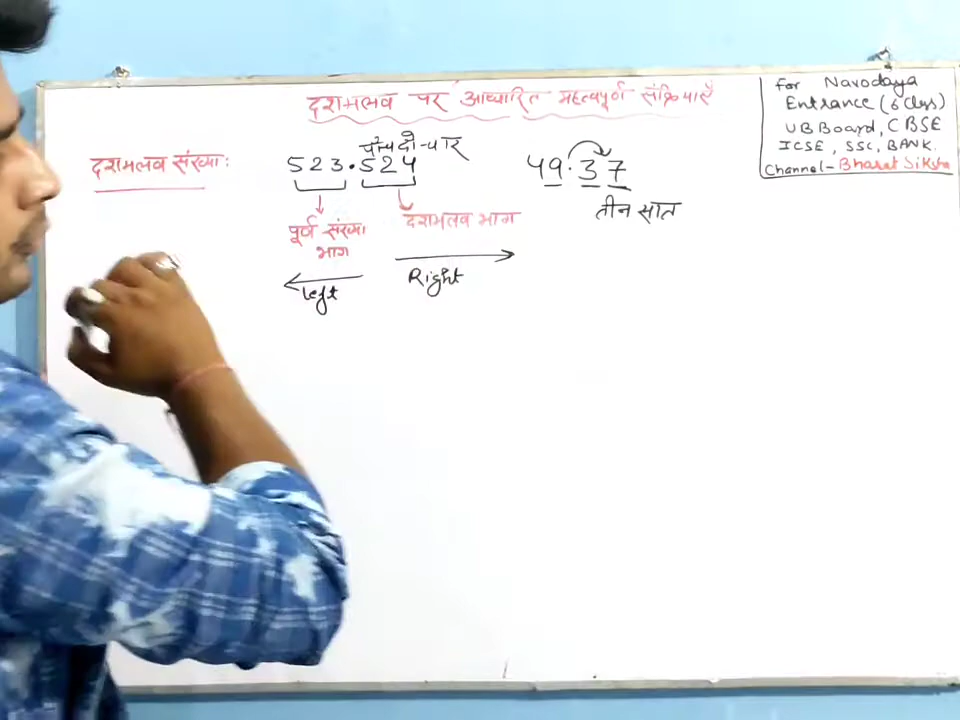 दशमलव पर आधारित महत्वपूर्ण संक्रियाएँ
For Navodaya
Entrance (6 class)
UB Board, CBSE
ICSE, SSC, BANK.
Channel- Bharat Siksha
दशमलव संख्या:
पाँच दो-चार
523.524
49.37
पूर्ण संख्या
भाग
दशमलव भाग
तीन सात
Left
Right